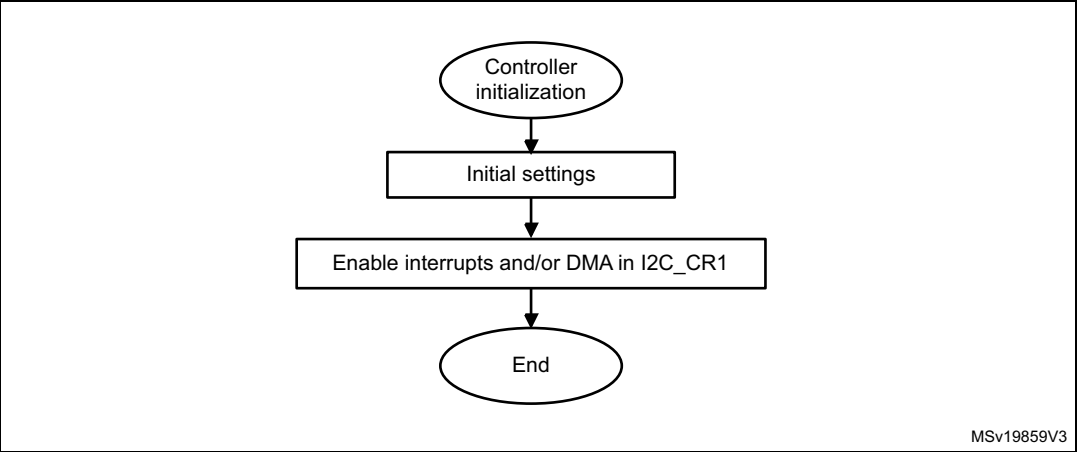 Controller
initialization
Initial settings
Enable interrupts and/or DMA in I2C_CR1
End
MSv19859V3